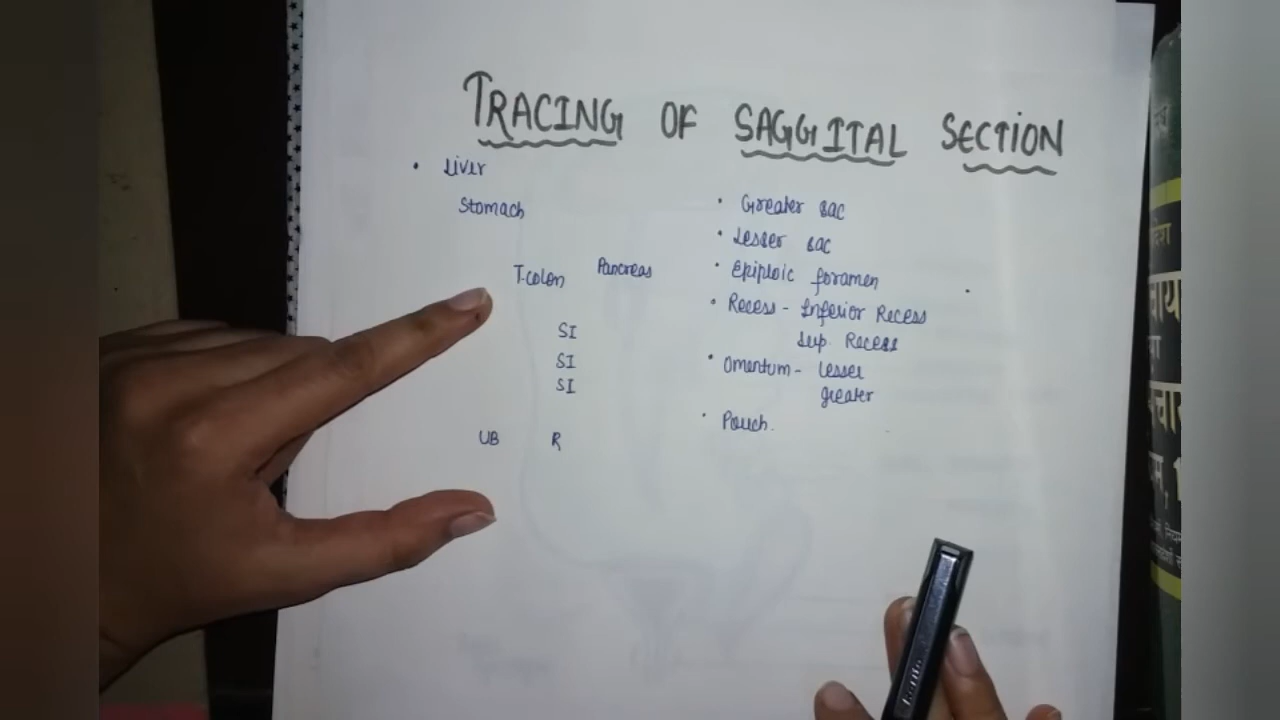 TRACING OF SAGGITAL SECTION
• Liver
Stomach
T.colon Pancreas
SI
SI
SI
UB R
• Greater sac
• Lesser sac
• Epiploic foramen
• Recess - Inferior Recess
Sup. Recess
• Omentum - Lesser
greater
• Pouch.